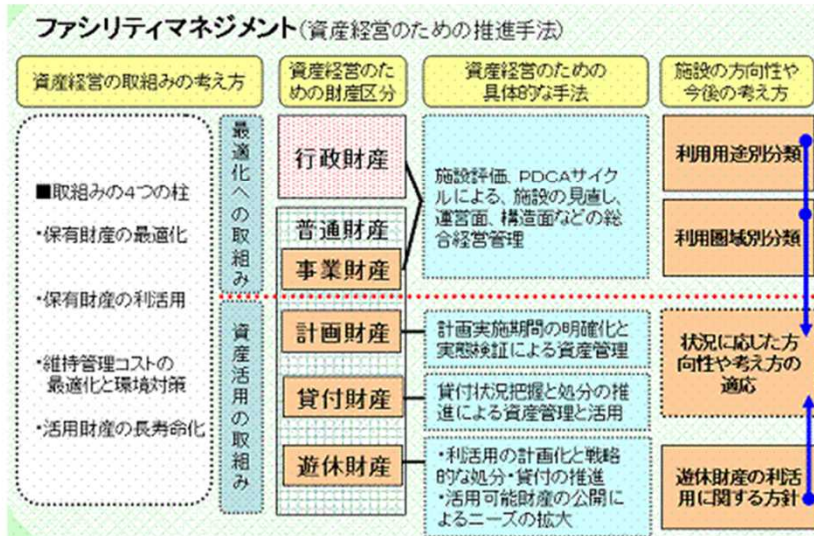 ファシリティマネジメント(資産経営のための推進手法)
資産経営の取組みの考え方
資産経営のた
めの財産区分
資産経営のための
具体的な手法
施設の方向性や
今後の考え方
■取組みの4つの柱
・保有財産の最適化
・保有財産の利活用
・維持管理コストの
最適化と環境対策
・活用財産の長寿命化
最適化への取組み
資産活用の取組み
行政財産
普通財産
事業財産
計画財産
貸付財産
遊休財産
施設評価、PDCAサイク
ルによる、施設の見直し、
運営面、構造面などの総
合経営管理
計画実施期間の明確化と
実態検証による資産管理
貸付状況把握と処分の推
進による資産管理と活用
・利活用の計画化と戦略
的な処分・貸付の推進
・活用可能財産の公開に
よるニーズの拡大
利用用途別分類
利用圏域別分類
状況に応じた方
向性や考え方の
適応
遊休財産の利活
用に関する方針